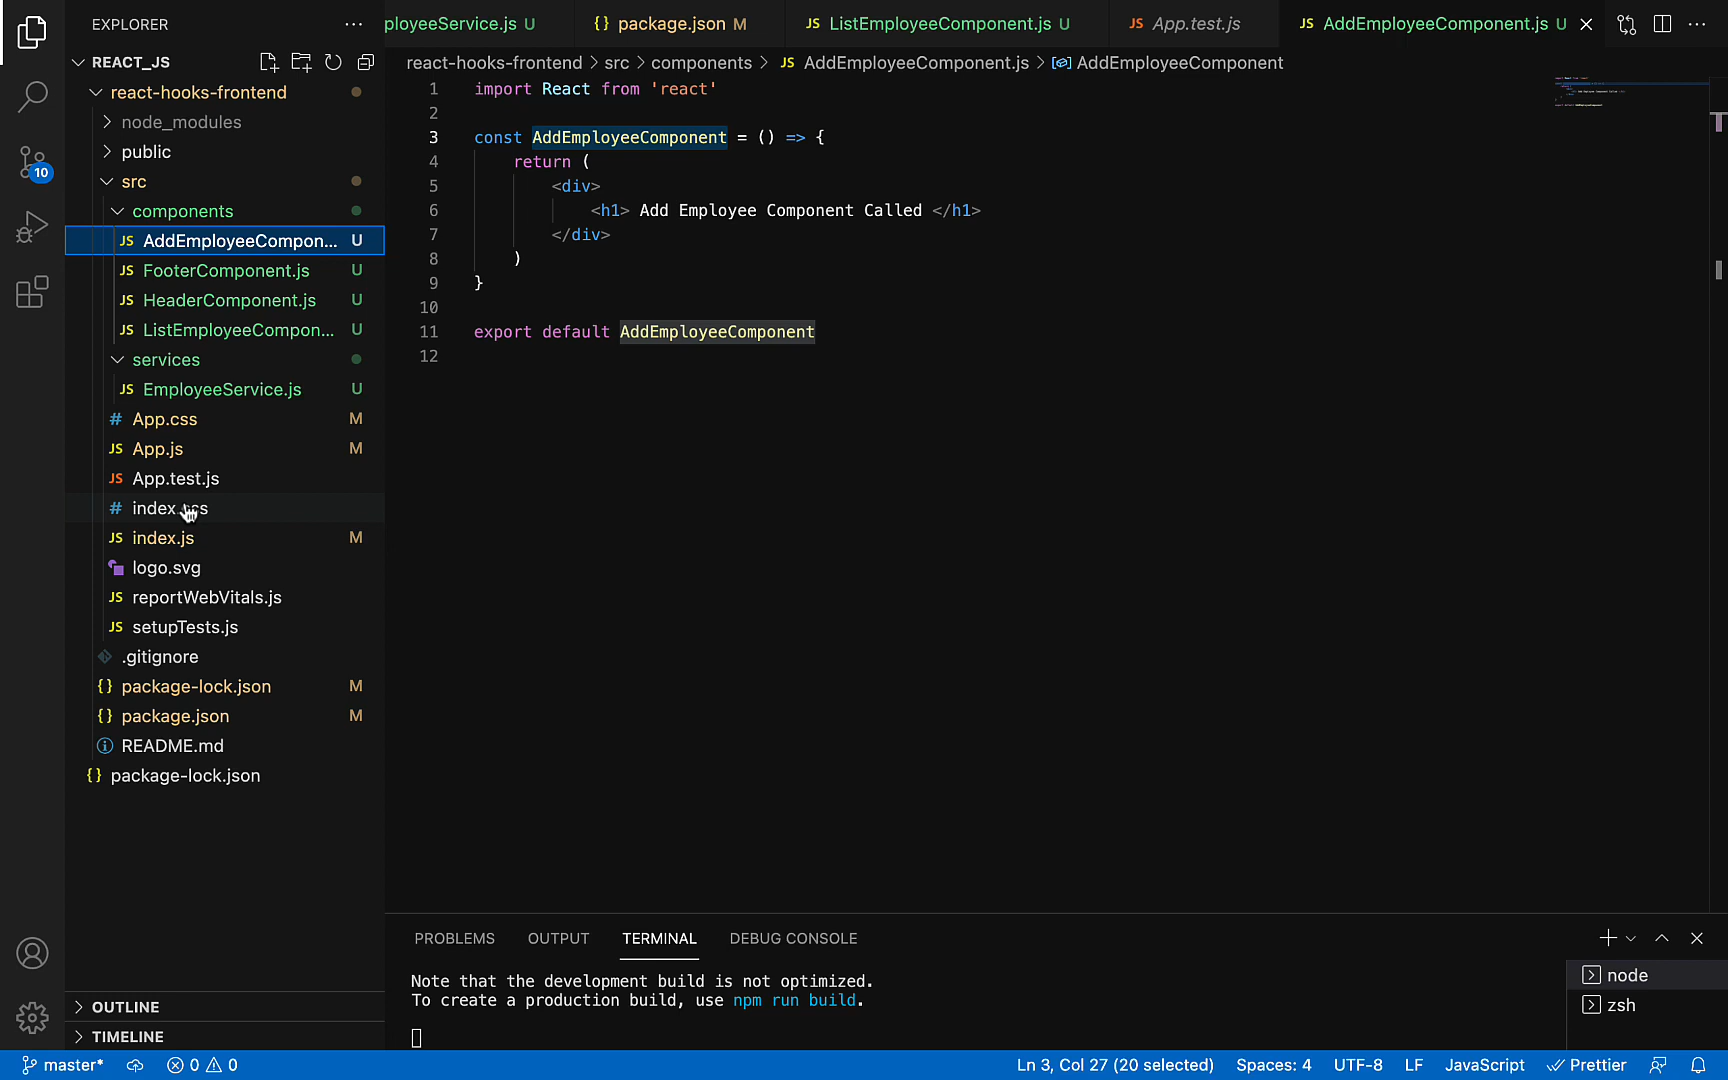 EXPLORER
ployeeService.js U
{} package.json M
JS ListEmployeeComponent.js U
JS App.test.js
JS AddEmployeeComponent.js U
REACT_JS
react-hooks-frontend > src > components > JS AddEmployeeComponent.js > AddEmployeeComponent
react-hooks-frontend
node_modules
public
src
components
JS AddEmployeeCompon... U
JS FooterComponent.js U
JS HeaderComponent.js U
JS ListEmployeeCompon... U
services
JS EmployeeService.js U
# App.css M
JS App.js M
JS App.test.js
# index.css
JS index.js M
logo.svg
JS reportWebVitals.js
JS setupTests.js
.gitignore
{} package-lock.json M
{} package.json M
README.md
{} package-lock.json
10
OUTLINE
TIMELINE
1 import React from 'react'
2
3 const AddEmployeeComponent = () => {
4 return (
5 <div>
6 <h1> Add Employee Component Called </h1>
7 </div>
8 )
9 }
10
11 export default AddEmployeeComponent
12
PROBLEMS OUTPUT TERMINAL DEBUG CONSOLE
Note that the development build is not optimized.
To create a production build, use npm run build.
node
zsh
master* 0 0 Ln 3, Col 27 (20 selected) Spaces: 4 UTF-8 LF JavaScript Prettier